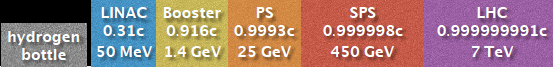 hydrogen
bottle
LINAC
0.31c
50 MeV
Booster
0.916c
1.4 GeV
PS
0.9993c
25 GeV
SPS
0.999998c
450 GeV
LHC
0.999999991c
7 TeV